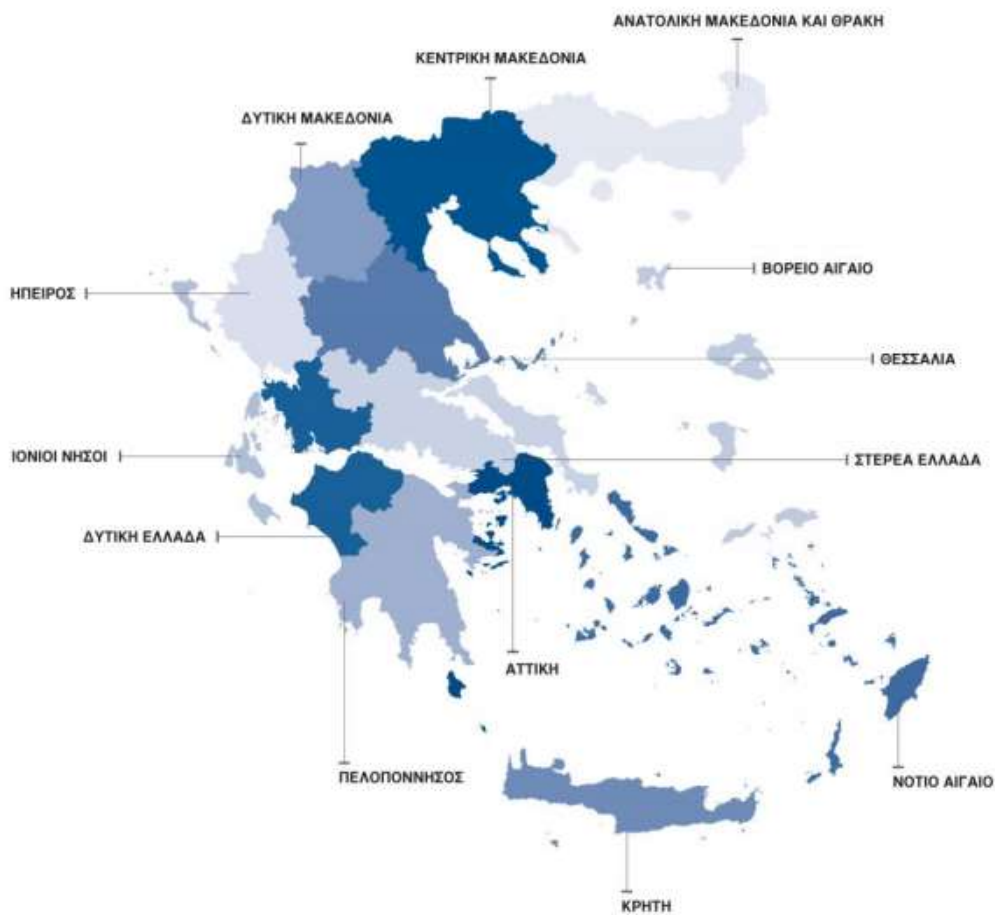 ΑΝΑΤΟΛΙΚΗ ΜΑΚΕΔΟΝΙΑ ΚΑΙ ΘΡΑΚΗ
ΚΕΝΤΡΙΚΗ ΜΑΚΕΔΟΝΙΑ
ΔΥΤΙΚΗ ΜΑΚΕΔΟΝΙΑ
ΒΟΡΕΙΟ ΑΙΓΑΙΟ
ΗΠΕΙΡΟΣ
ΘΕΣΣΑΛΙΑ
ΙΟΝΙΟΙ ΝΗΣΟΙ
ΣΤΕΡΕΑ ΕΛΛΑΔΑ
ΔΥΤΙΚΗ ΕΛΛΑΔΑ
ΑΤΤΙΚΗ
ΠΕΛΟΠΟΝΝΗΣΟΣ
ΝΟΤΙΟ ΑΙΓΑΙΟ
ΚΡΗΤΗ